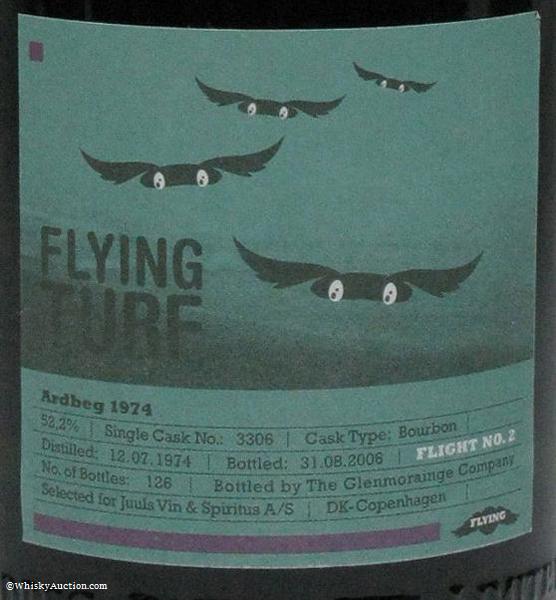 FLYING
TURF
Ardbeg 1974
52,2% | Single Cask No.: 3306 | Cask Type: Bourbon |
Distilled: 12.07.1974 | Bottled: 31.08.2006 | FLIGHT NO. 2
No. of Bottles: 126 | Bottled by The Glenmorainge Company
Selected for Juuls Vin & Spiritus A/S | DK-Copenhagen |
FLYING
©WhiskyAuction.com